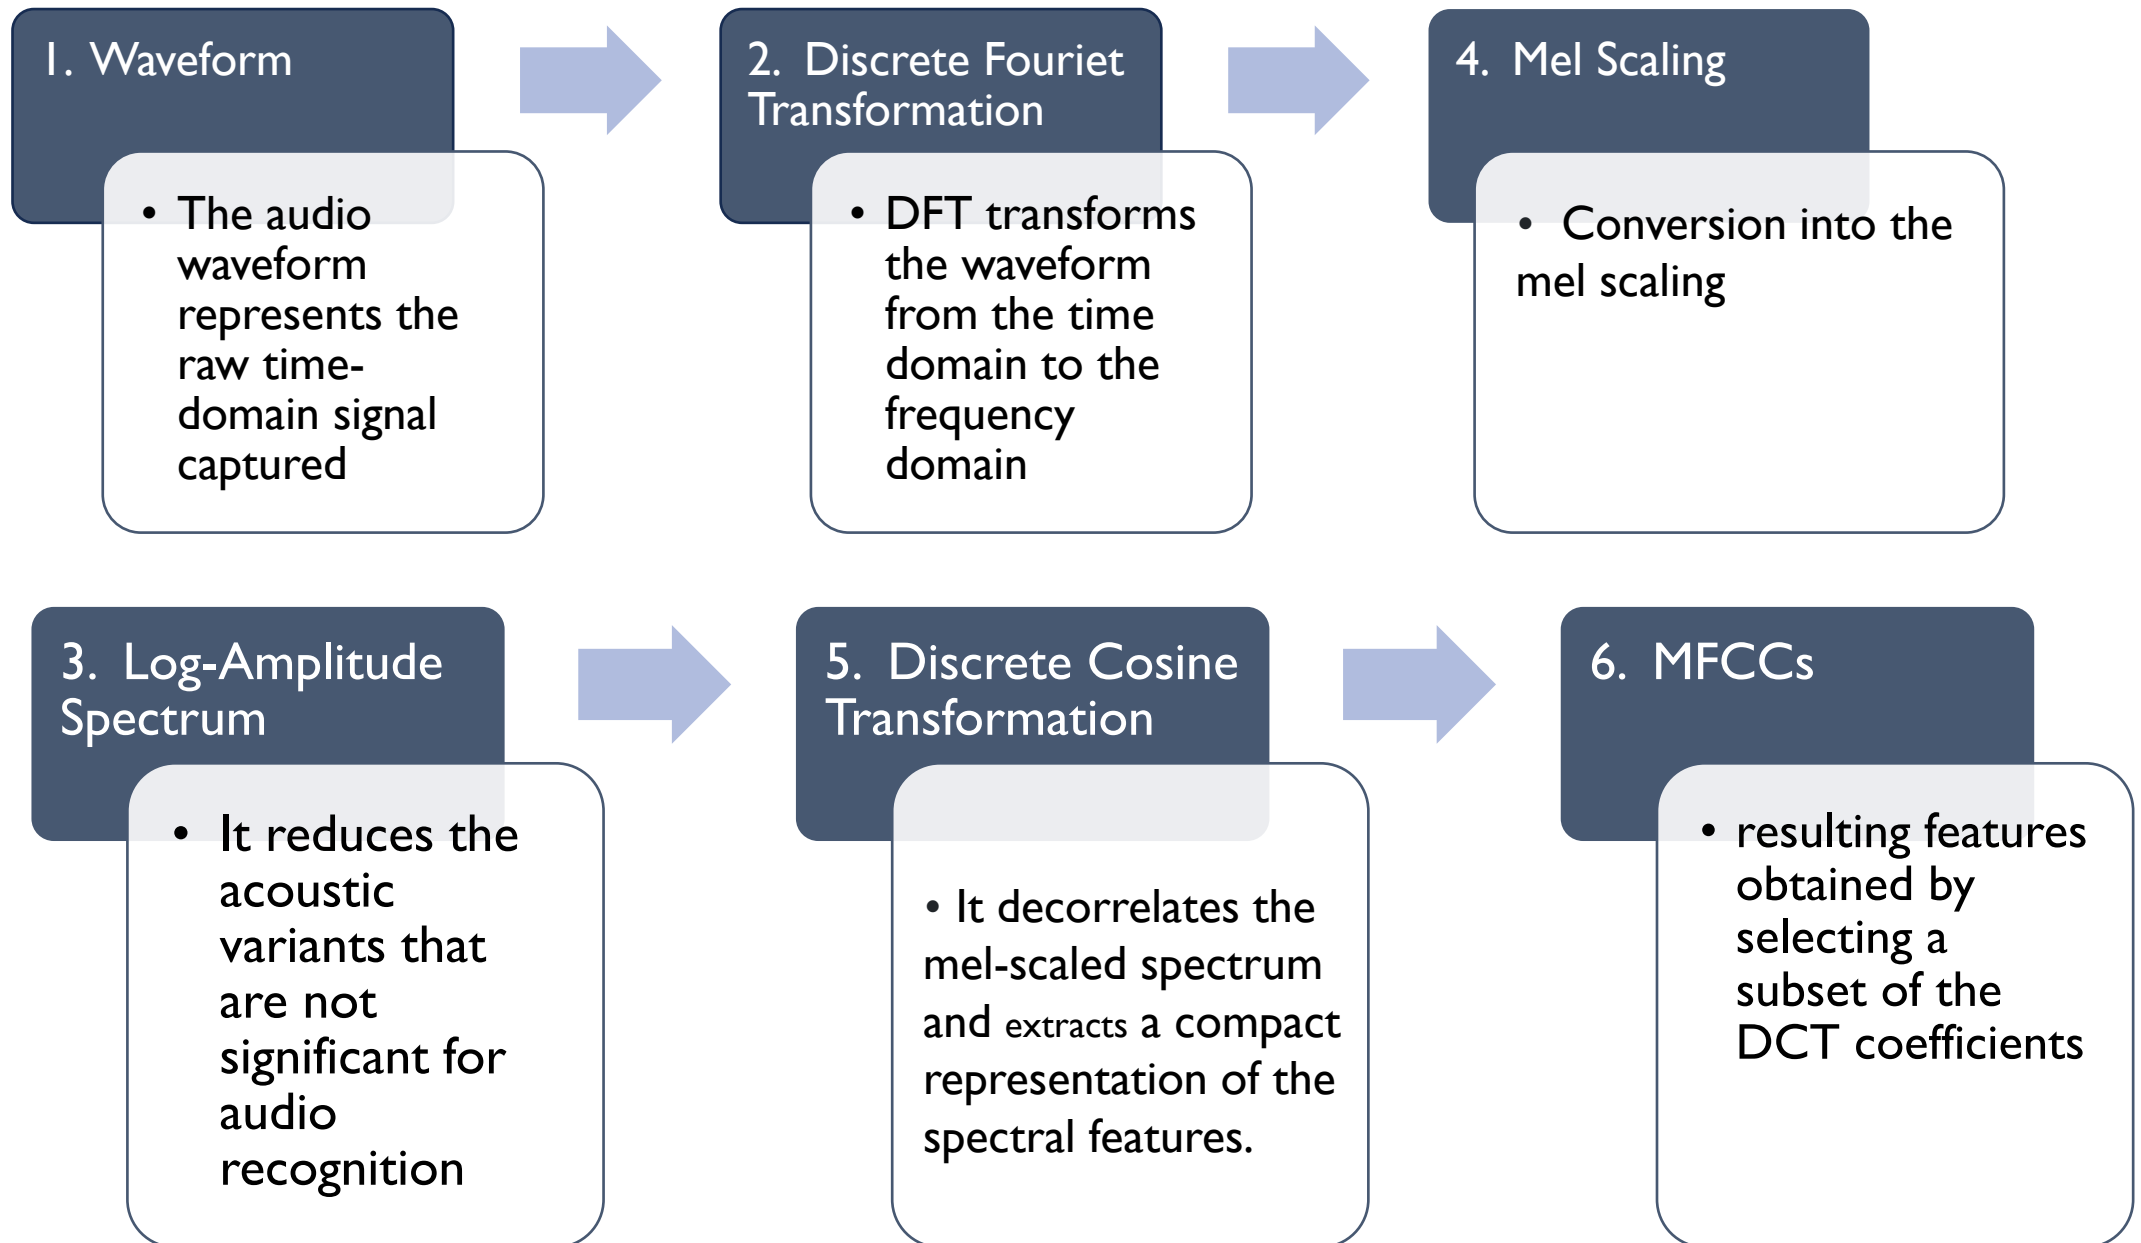 1. Waveform
• The audio
waveform
represents the
raw time-
domain signal
captured
2. Discrete Fouriet
Transformation
• DFT transforms
the waveform
from the time
domain to the
frequency
domain
4. Mel Scaling
• Conversion into the
mel scaling
3. Log-Amplitude
Spectrum
• It reduces the
acoustic
variants that
are not
significant for
audio
recognition
5. Discrete Cosine
Transformation
• It decorrelates the
mel-scaled spectrum
and extracts a compact
representation of the
spectral features.
6. MFCCs
• resulting features
obtained by
selecting a
subset of the
DCT coefficients